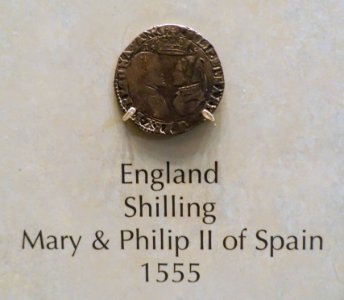 England
Shilling
Mary & Philip II of Spain
1555